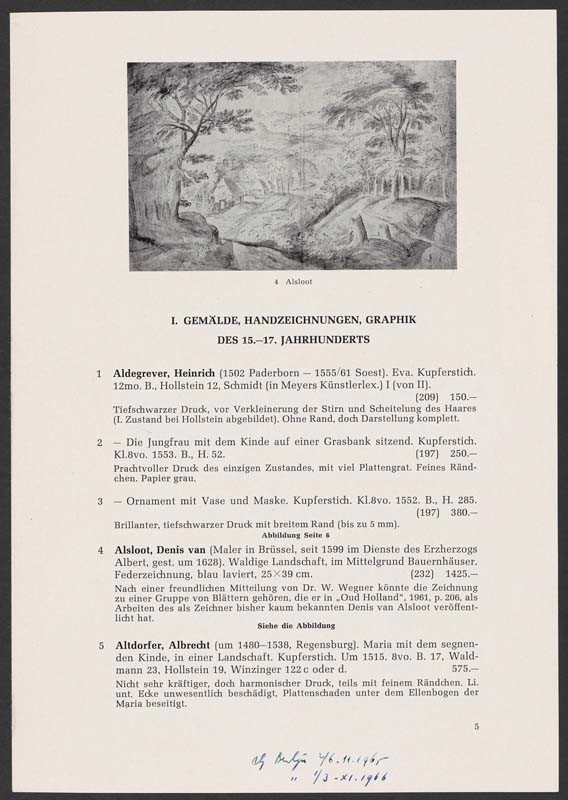 4 Alsloot
I. GEMÄLDE, HANDZEICHNUNGEN, GRAPHIK
DES 15.—17. JAHRHUNDERTS
1 Aldegrever, Heinrich (1502 Paderborn — 1555/61 Soest). Eva. Kupferstich.
12mo. B., Hollstein 12, Schmidt (in Meyers Künstlerlex.) I (von II).
(209) 150.—
Tiefschwarzer Druck, vor Verkleinerung der Stirn und Scheitelung des Haares
(I. Zustand bei Hollstein abgebildet). Ohne Rand, doch Darstellung komplett.
2 — Die Jungfrau mit dem Kinde auf einer Grasbank sitzend. Kupferstich.
Kl.8vo. 1553. B., H. 52. (197) 250.—
Prachtvoller Druck des einzigen Zustandes, mit viel Plattengrat. Feines Ränd-
chen. Papier grau.
3 — Ornament mit Vase und Maske. Kupferstich. Kl.8vo. 1552. B., H. 285.
(197) 380.—
Brillanter, tiefschwarzer Druck mit breitem Rand (bis zu 5 mm).
Abbildung Seite 6
4 Alsloot, Denis van (Maler in Brüssel, seit 1599 im Dienste des Erzherzogs
Albert, gest. um 1628). Waldige Landschaft, im Mittelgrund Bauernhäuser.
Federzeichnung, blau laviert, 25×39 cm. (232) 1425.—
Nach einer freundlichen Mitteilung von Dr. W. Wegner könnte die Zeichnung
zu einer Gruppe von Blättern gehören, die er in „Oud Holland", 1961, p. 206, als
Arbeiten des als Zeichner bisher kaum bekannten Denis van Alsloot veröffent-
licht hat.
Siehe die Abbildung
5 Altdorfer, Albrecht (um 1480—1538, Regensburg). Maria mit dem segnen-
den Kinde, in einer Landschaft. Kupferstich. Um 1515. 8vo. B. 17, Wald-
mann 23, Hollstein 19, Winzinger 122 c oder d. 575.—
Nicht sehr kräftiger, doch harmonischer Druck, teils mit feinem Rändchen. Li.
unt. Ecke unwesentlich beschädigt, Plattenschaden unter dem Ellenbogen der
Maria beseitigt.
5
6.11.1965
" 1/3-XI.1966